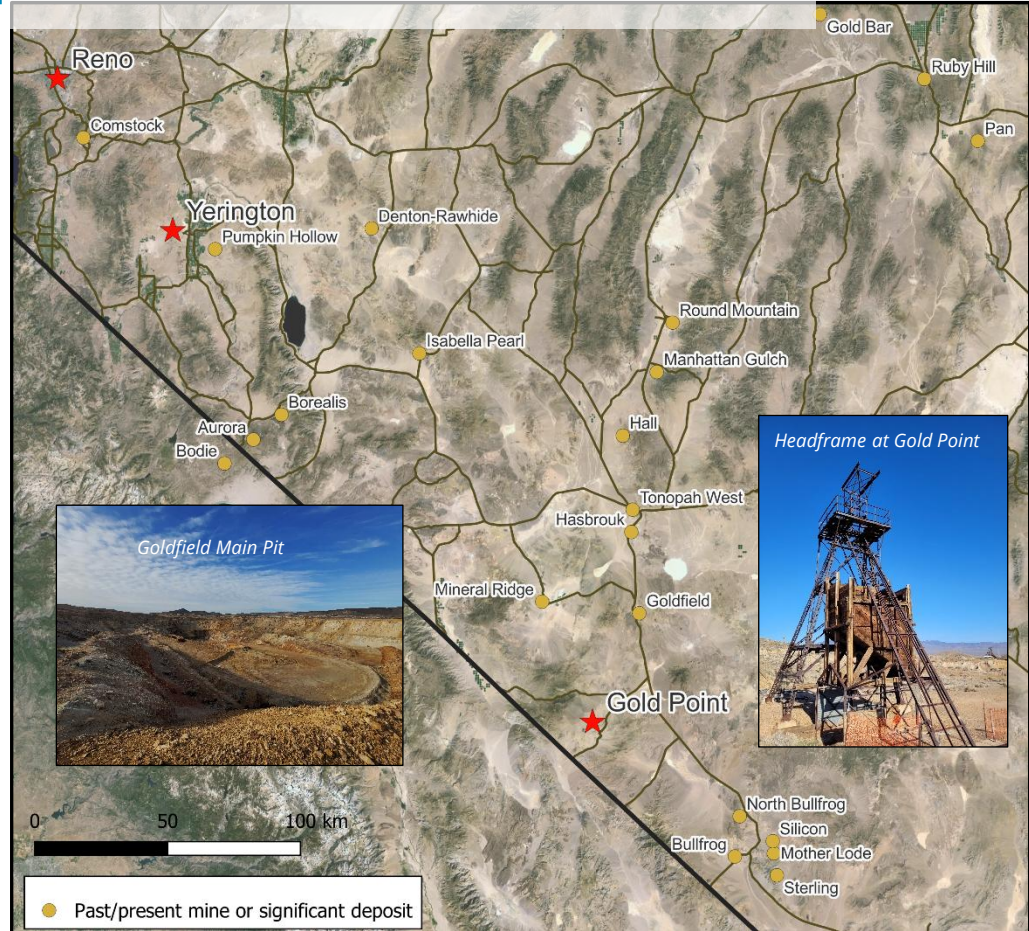 Gold Bar
Reno
Ruby Hill
Comstock
Pan
Yerington
Denton-Rawhide
Pumpkin Hollow
Round Mountain
Isabella Pearl
Manhattan Gulch
Borealis
Aurora
Hall
Bodie
Headframe at Gold Point
Tonopah West
Hasbrouk
Goldfield Main Pit
Mineral Ridge
Goldfield
Gold Point
North Bullfrog
0 50 100 km
Silicon
Bullfrog
Mother Lode
Sterling
Past/present mine or significant deposit